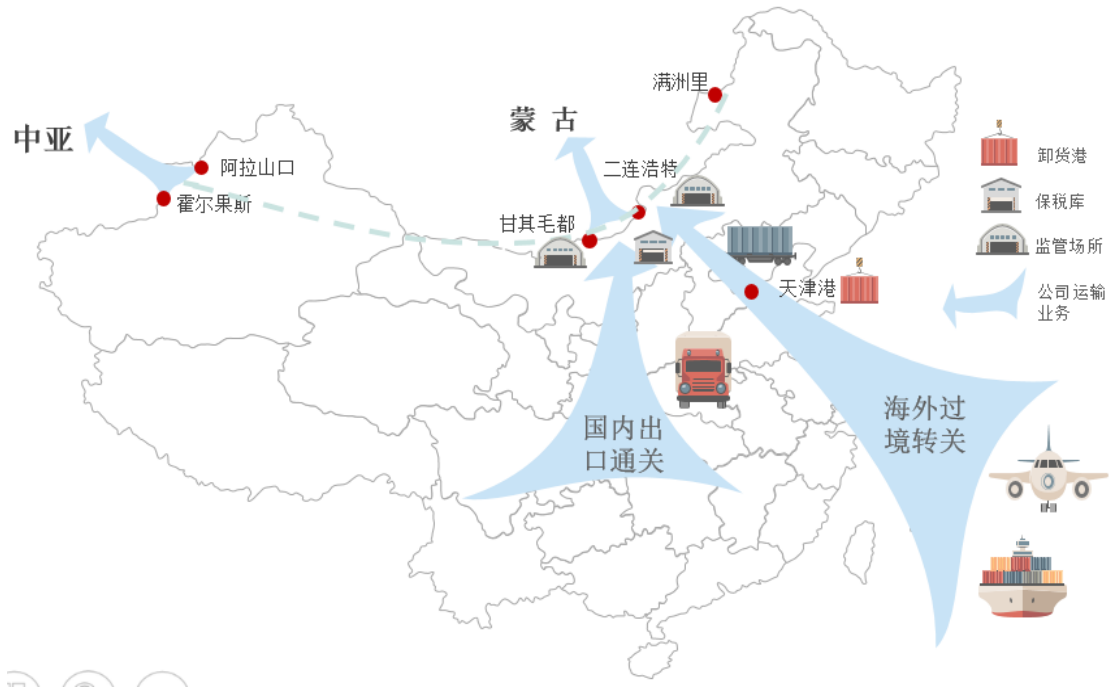 满洲里
蒙 古
中亚
二连浩特
阿拉山口
霍尔果斯
甘其毛都
天津港
卸货港
保税库
监管场所
公司运输
业务
国内出
口通关
海外过
境转关